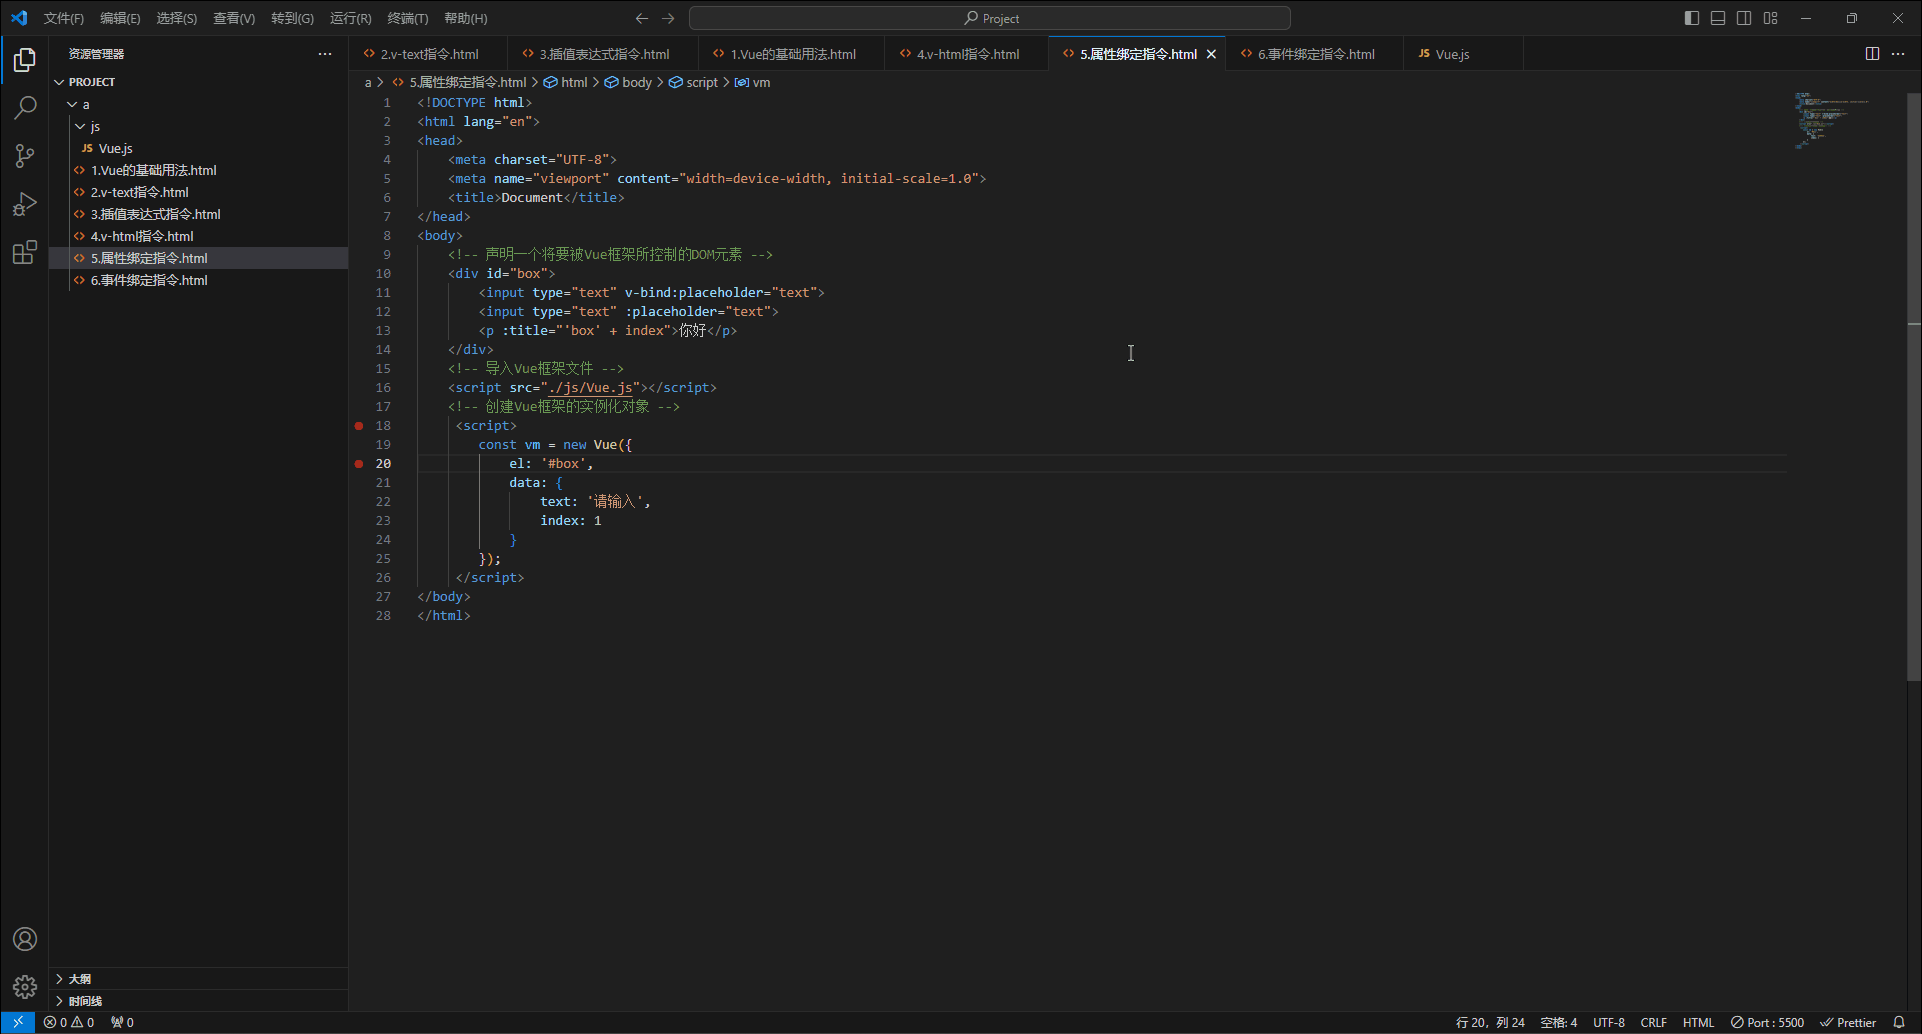 文件(F) 编辑(E) 选择(S) 查看(V) 转到(G) 运行(R) 终端(T) 帮助(H) Project
资源管理器
PROJECT
a
js
JS Vue.js
1.Vue的基础用法.html
2.v-text指令.html
3.插值表达式指令.html
4.v-html指令.html
5.属性绑定指令.html
6.事件绑定指令.html
大纲
时间线
2.v-text指令.html 3.插值表达式指令.html 1.Vue的基础用法.html 4.v-html指令.html 5.属性绑定指令.html 6.事件绑定指令.html JS Vue.js
a > 5.属性绑定指令.html > html > body > script > vm
1 <!DOCTYPE html>
2 <html lang="en">
3 <head>
4 <meta charset="UTF-8">
5 <meta name="viewport" content="width=device-width, initial-scale=1.0">
6 <title>Document</title>
7 </head>
8 <body>
9 <!-- 声明一个将要被Vue框架所控制的DOM元素 -->
10 <div id="box">
11 <input type="text" v-bind:placeholder="text">
12 <input type="text" :placeholder="text">
13 <p :title="'box' + index">你好</p>
14 </div>
15 <!-- 导入Vue框架文件 -->
16 <script src="./js/Vue.js"></script>
17 <!-- 创建Vue框架的实例化对象 -->
18 <script>
19 const vm = new Vue({
20 el: '#box',
21 data: {
22 text: '请输入',
23 index: 1
24 }
25 });
26 </script>
27 </body>
28 </html>
0 0 0 行 20，列 24 空格: 4 UTF-8 CRLF HTML Port : 5500 Prettier